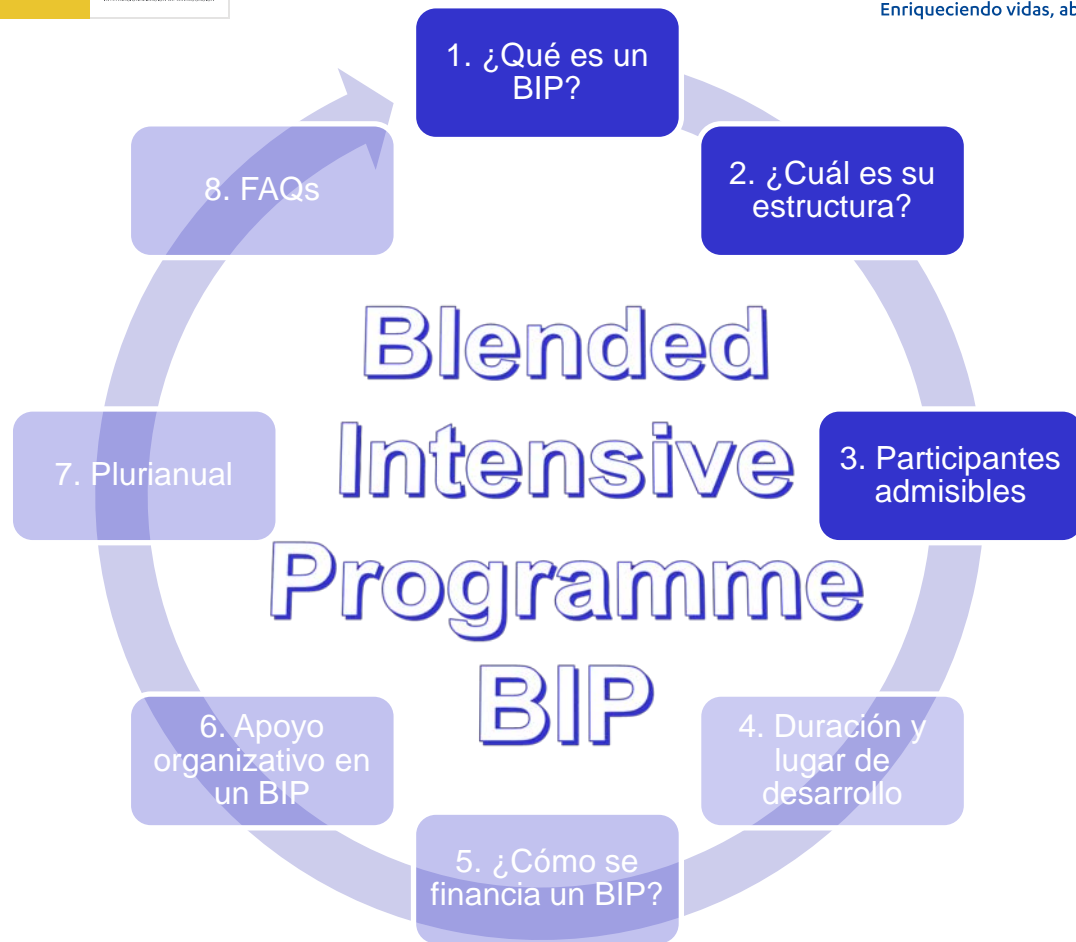 Enriqueciendo vidas, ab
1. ¿Qué es un
BIP?
2. ¿Cuál es su
estructura?
3. Participantes
admisibles
4. Duración y
lugar de
desarrollo
5. ¿Cómo se
financia un BIP?
6. Apoyo
organizativo en
un BIP
7. Plurianual
8. FAQs
Blended
Intensive
Programme
BIP